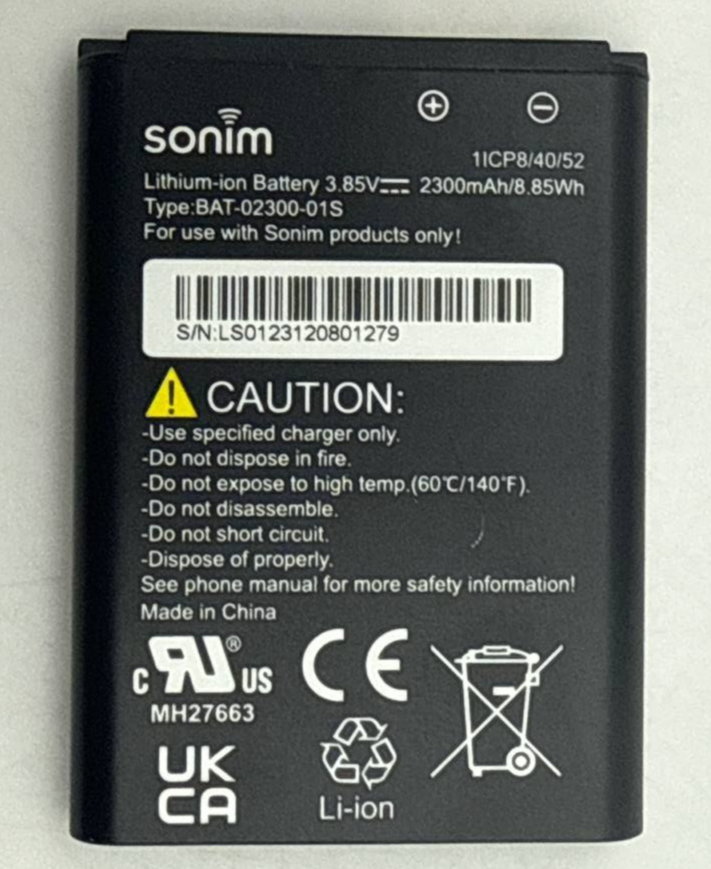 sonim
+ −
1ICP8/40/52
Lithium-ion Battery 3.85V⎓ 2300mAh/8.85Wh
Type:BAT-02300-01S
For use with Sonim products only!
S/N:LS0123120801279
⚠ CAUTION:
-Use specified charger only.
-Do not dispose in fire.
-Do not expose to high temp.(60℃/140°F).
-Do not disassemble.
-Do not short circuit.
-Dispose of properly.
See phone manual for more safety information!
Made in China
c RU ® US CE
MH27663
UK
CA
Li-ion